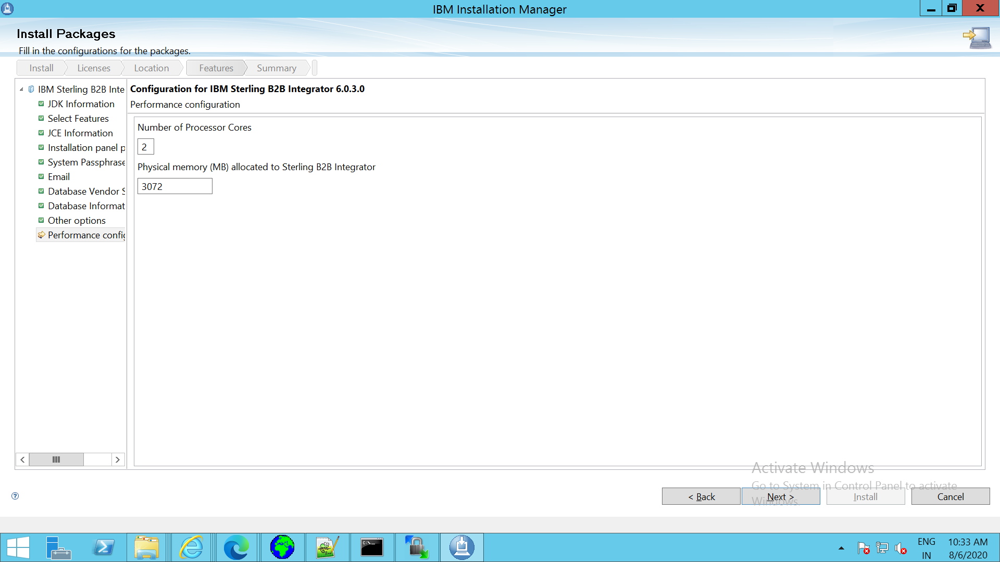 IBM Installation Manager
Install Packages
Fill in the configurations for the packages.
Install Licenses Location Features Summary
IBM Sterling B2B Inte
JDK Information
Select Features
JCE Information
Installation panel p
System Passphrase
Email
Database Vendor S
Database Informat
Other options
Performance config
Configuration for IBM Sterling B2B Integrator 6.0.3.0
Performance configuration
Number of Processor Cores
2
Physical memory (MB) allocated to Sterling B2B Integrator
3072
Activate Windows
Go to System in Control Panel to activate
Windows.
< Back Next > Install Cancel
ENG
IN
10:33 AM
8/6/2020